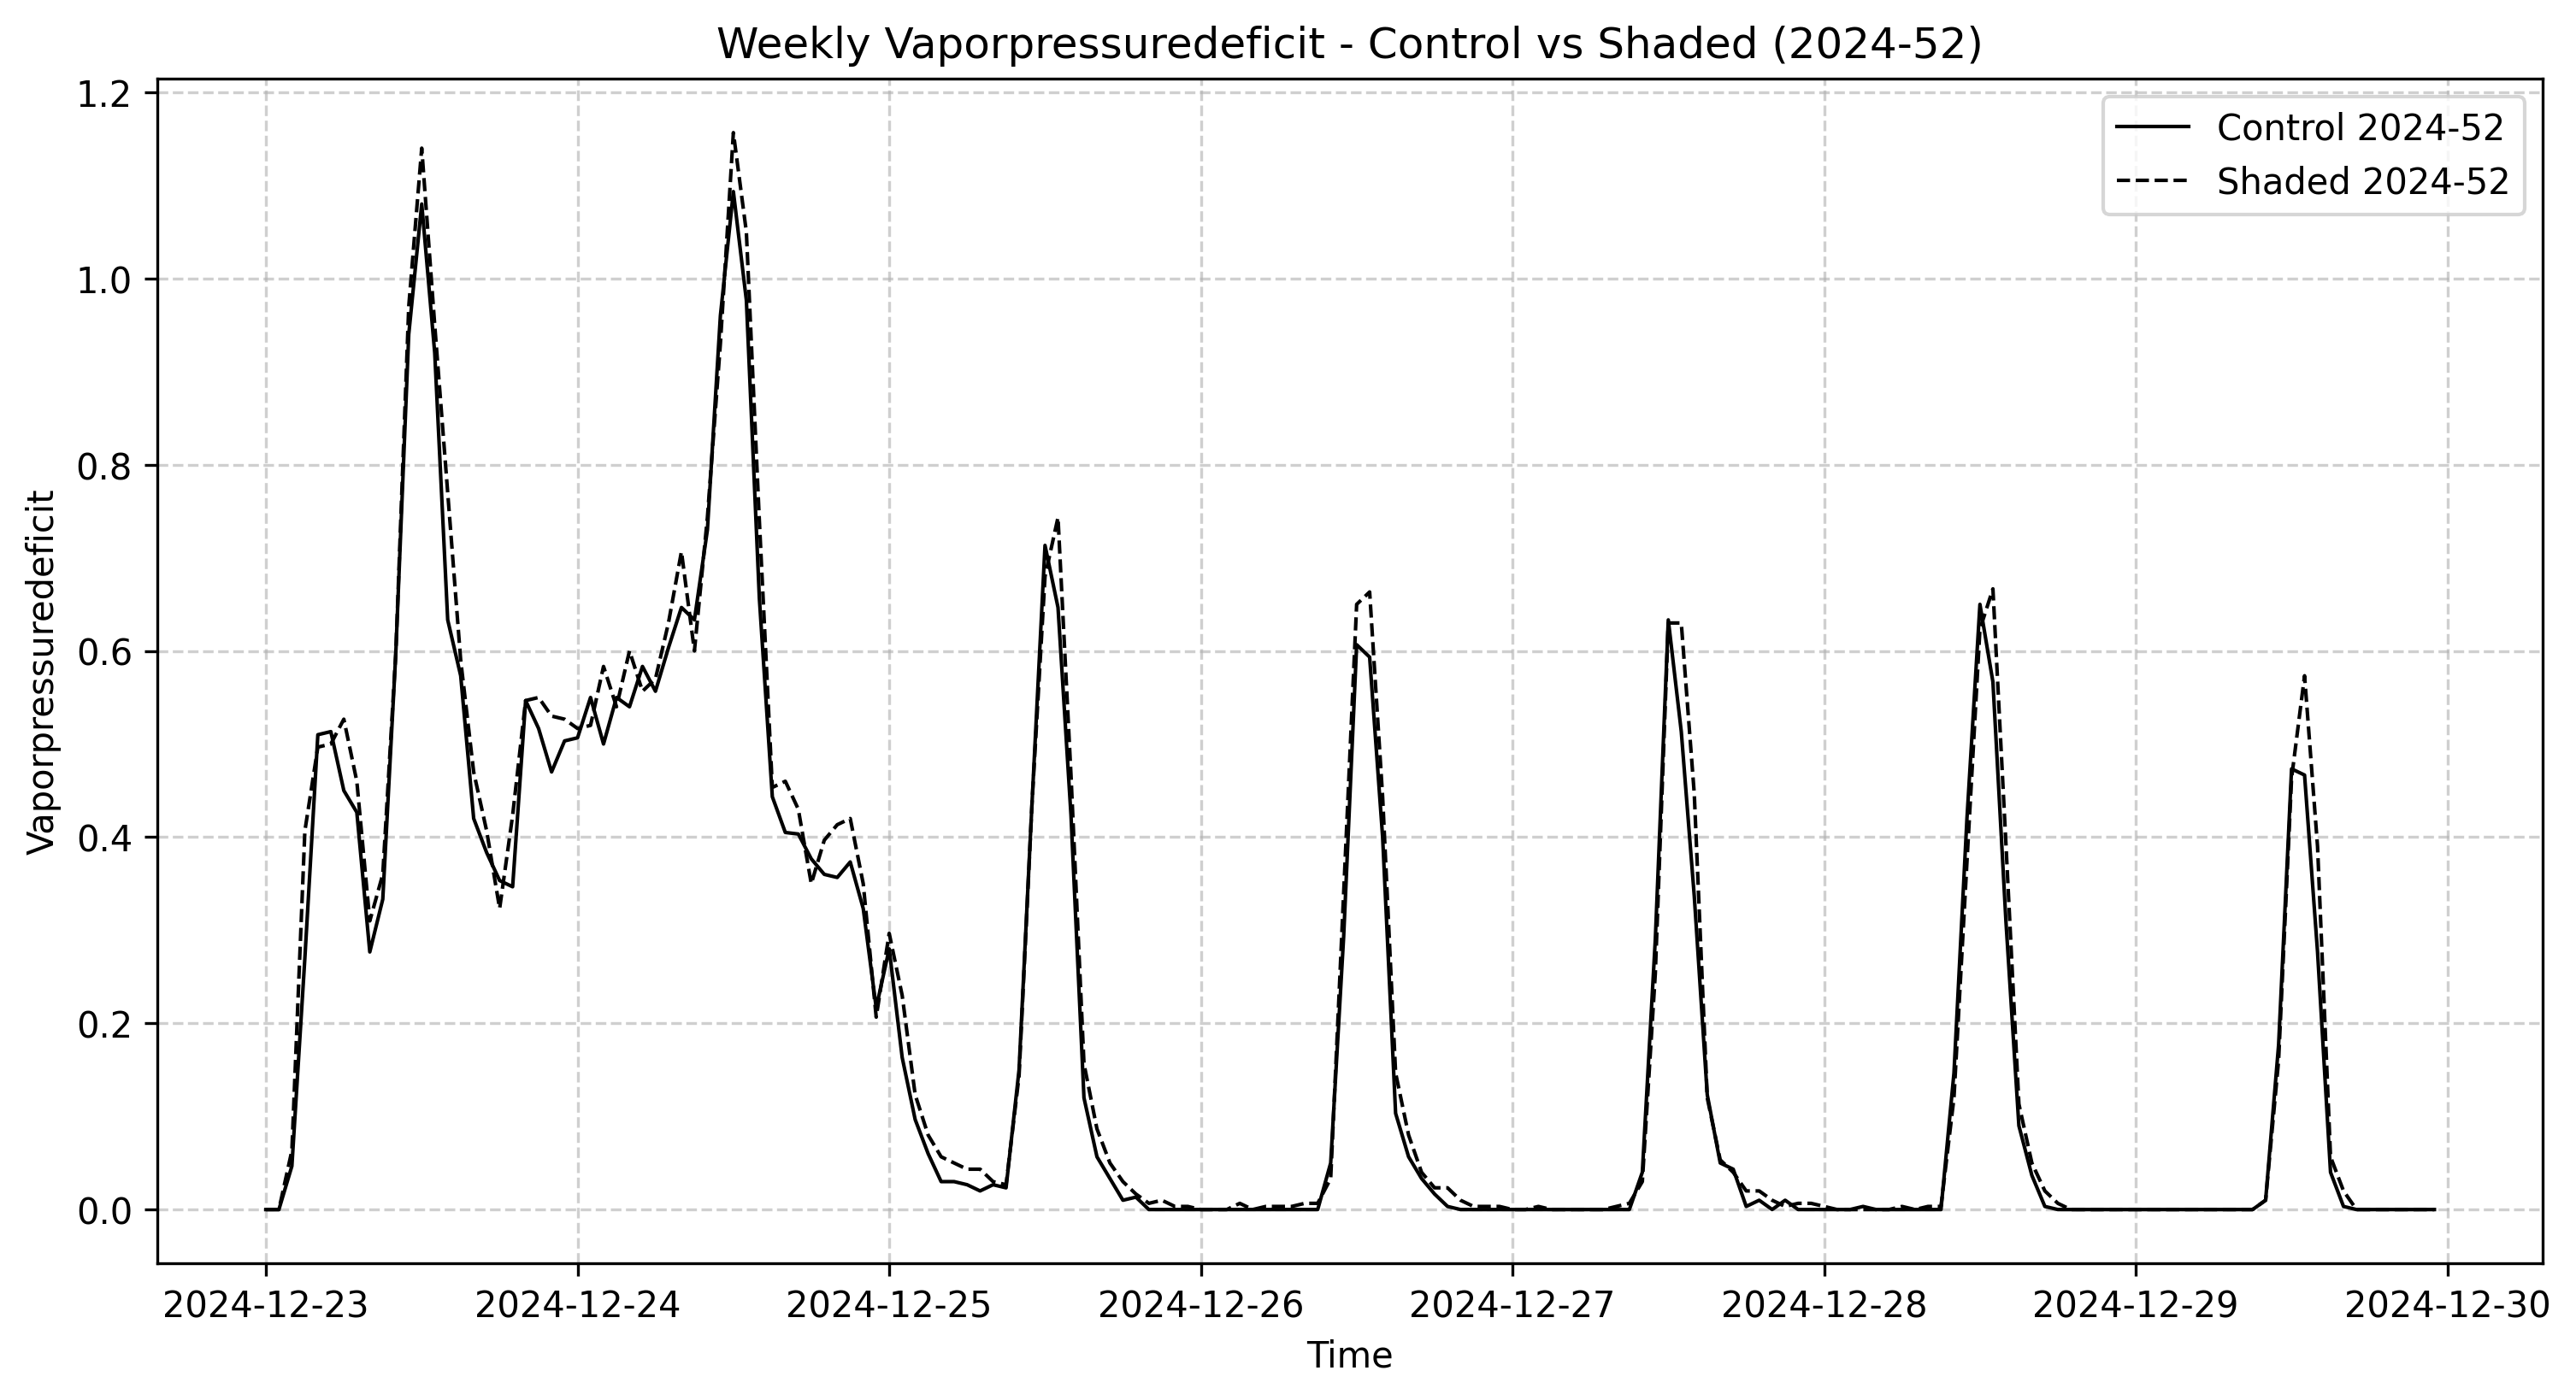 Weekly Vaporpressuredeficit - Control vs Shaded (2024-52)
Control 2024-52
Shaded 2024-52
Vaporpressuredeficit
1.2
1.0
0.8
0.6
0.4
0.2
0.0
2024-12-23 2024-12-24 2024-12-25 2024-12-26 2024-12-27 2024-12-28 2024-12-29 2024-12-30
Time